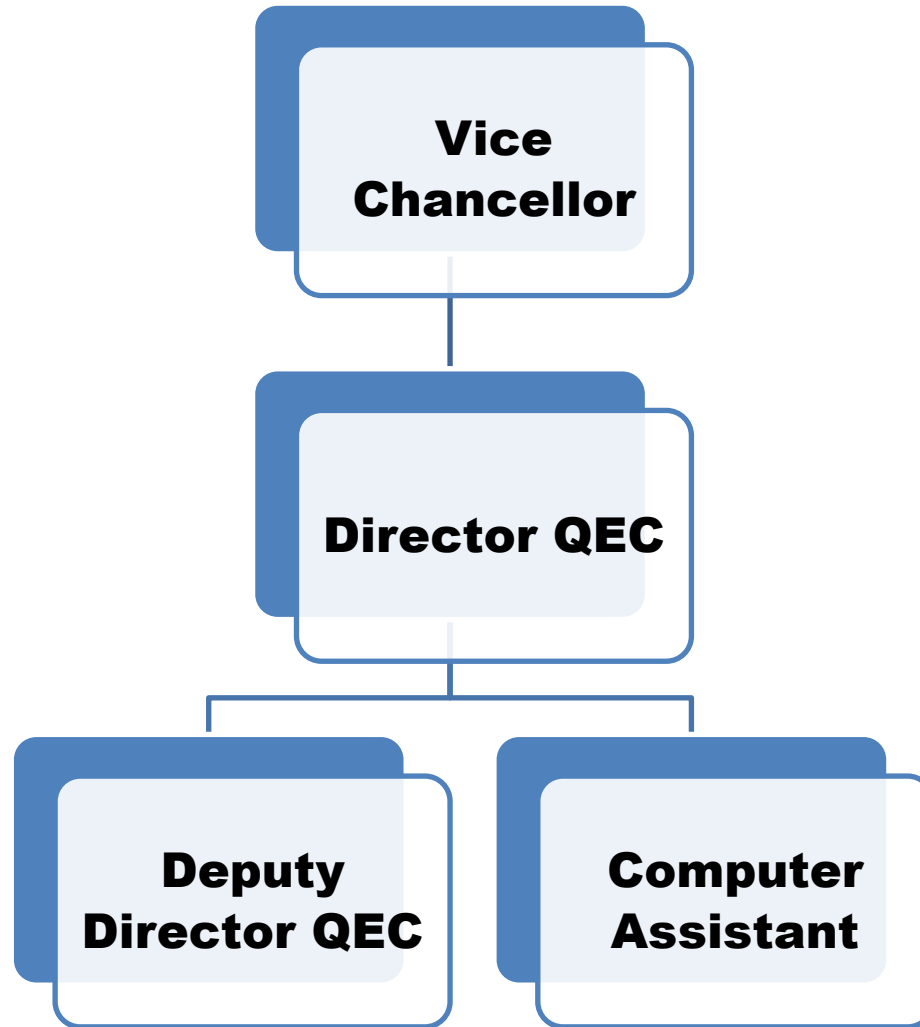 Vice
Chancellor
Director QEC
Deputy
Director QEC
Computer
Assistant